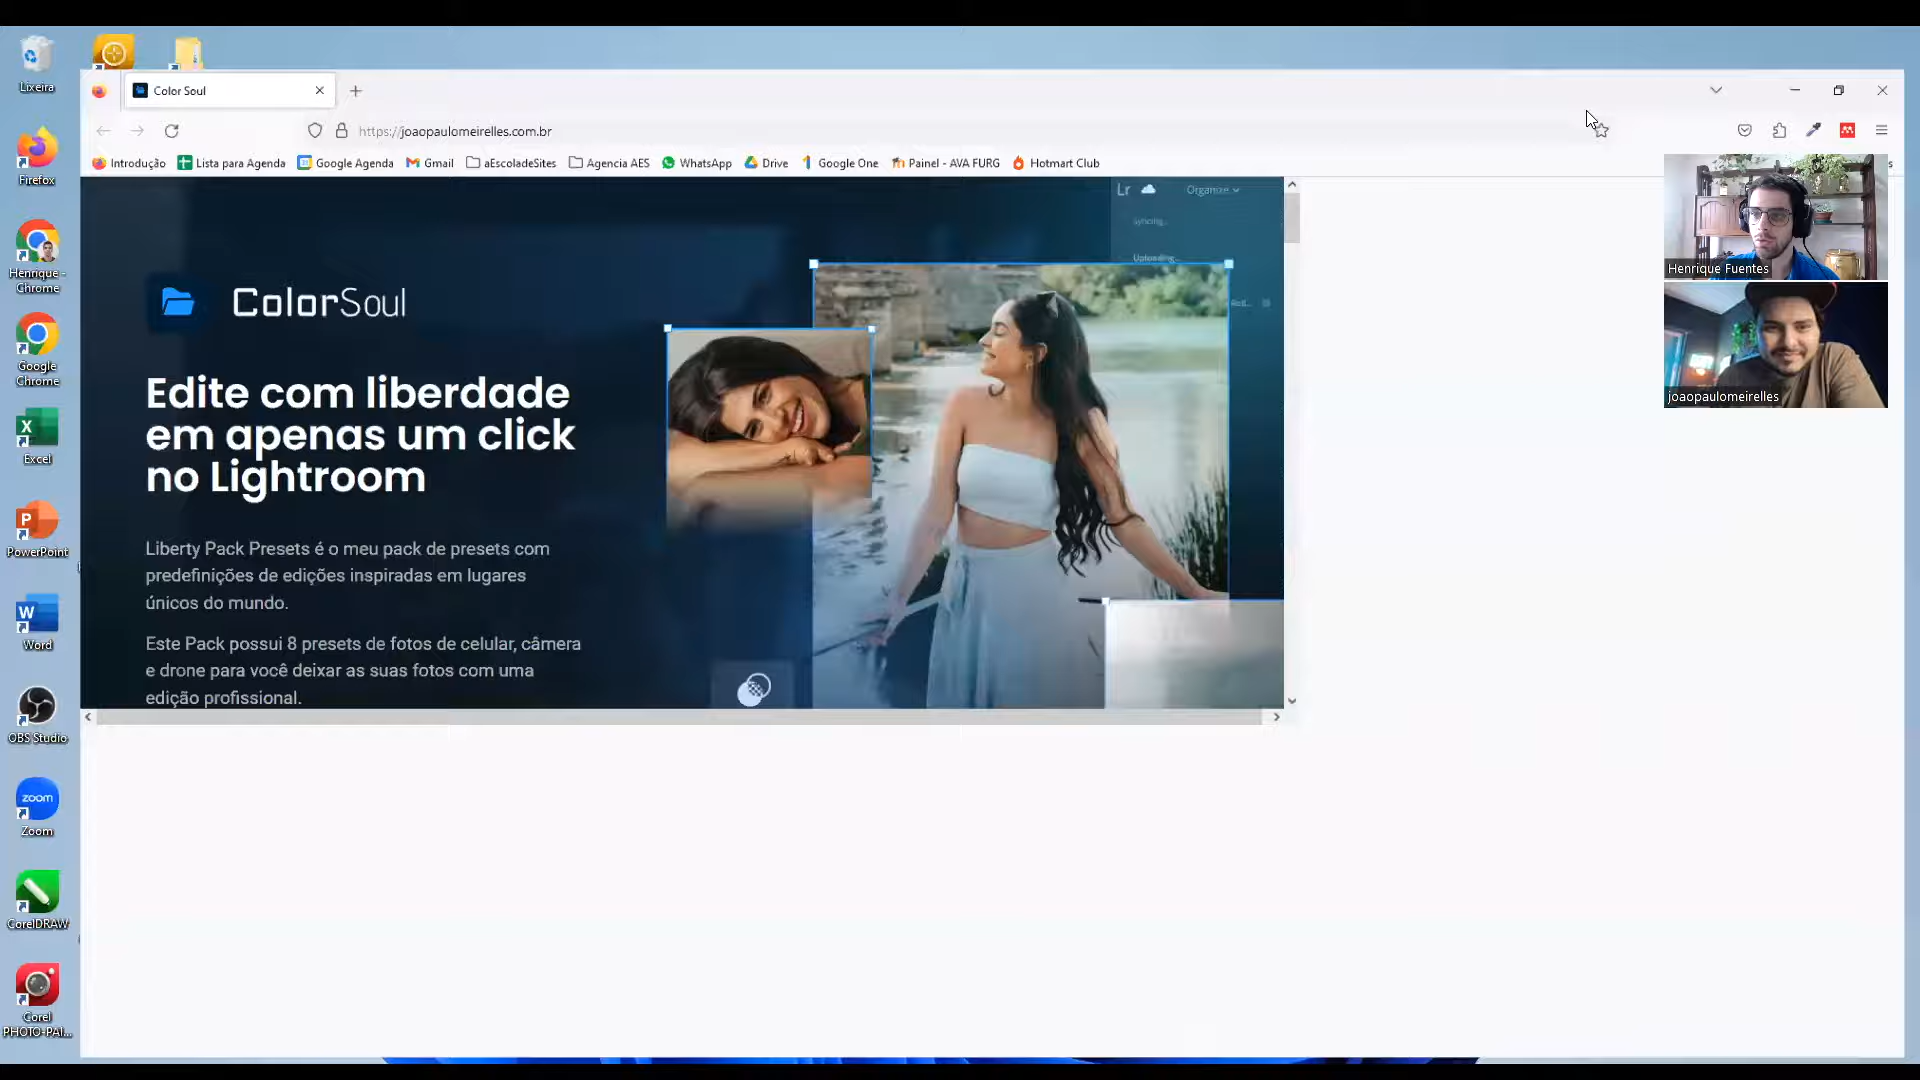 Lixeira
Firefox
Henrique -
Chrome
Google
Chrome
Excel
PowerPoint
Word
OBS Studio
zoom
Zoom
CorelDRAW
Corel
PHOTO-PAI...
Color Soul
https://joaopaulomeirelles.com.br
Introdução Lista para Agenda Google Agenda Gmail aEscoladeSites Agencia AES WhatsApp Drive Google One Painel - AVA FURG Hotmart Club
Lr Organize
Syncing...
Uploading...
ColorSoul
Edite com liberdade
em apenas um click
no Lightroom
Liberty Pack Presets é o meu pack de presets com
predefinições de edições inspiradas em lugares
únicos do mundo.
Este Pack possui 8 presets de fotos de celular, câmera
e drone para você deixar as suas fotos com uma
edição profissional.
Henrique Fuentes
joaopaulomeirelles